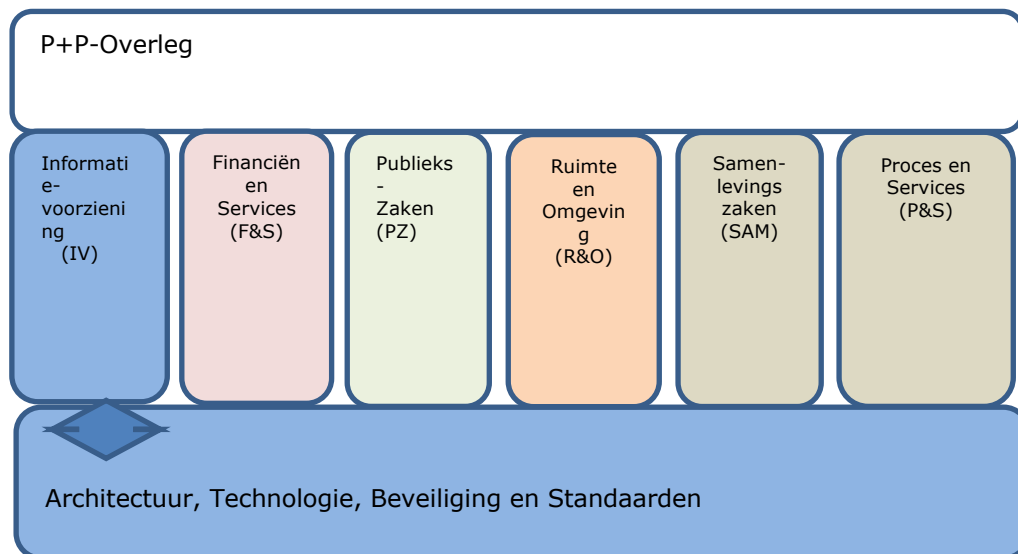 P+P-Overleg
Informati
e-
voorzieni
ng
(IV)
Financiën
en
Services
(F&S)
Publieks
-
Zaken
(PZ)
Ruimte
en
Omgevin
g
(R&O)
Samen-
levings
zaken
(SAM)
Proces en
Services
(P&S)
Architectuur, Technologie, Beveiliging en Standaarden